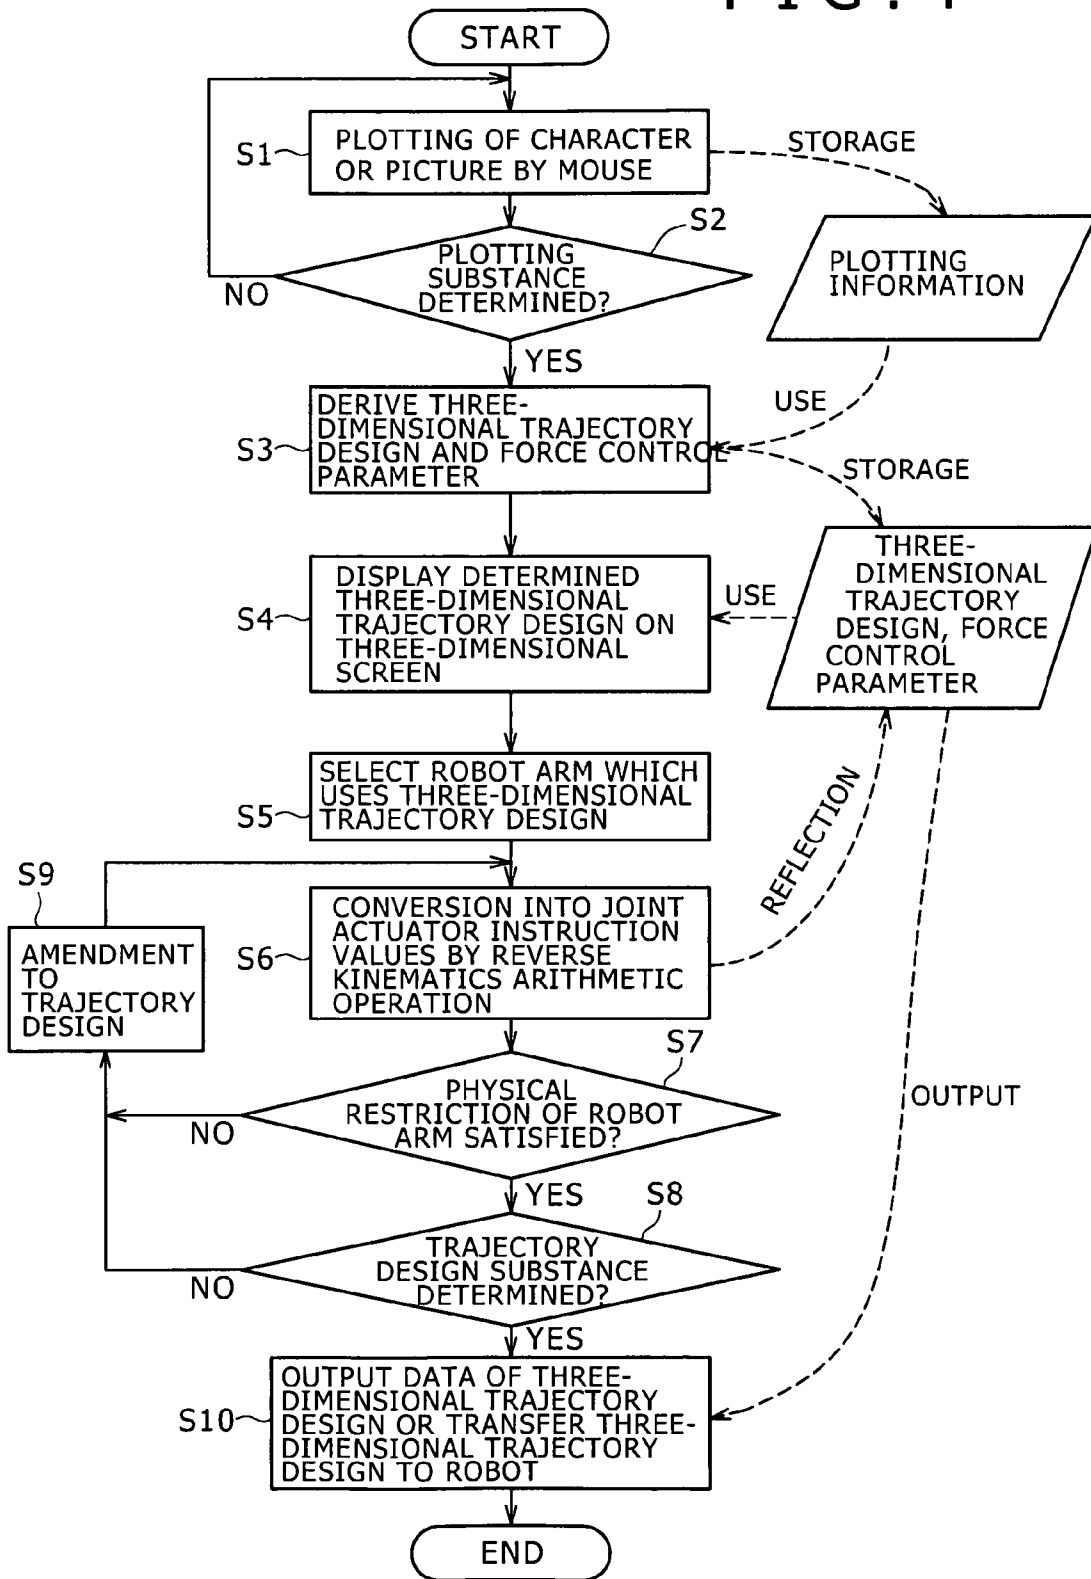 START
S1
PLOTTING OF CHARACTER
OR PICTURE BY MOUSE
STORAGE
S2
PLOTTING
SUBSTANCE
DETERMINED?
NO
YES
PLOTTING
INFORMATION
USE
S3
DERIVE THREE-
DIMENSIONAL TRAJECTORY
DESIGN AND FORCE CONTROL
PARAMETER
STORAGE
S4
DISPLAY DETERMINED
THREE-DIMENSIONAL
TRAJECTORY DESIGN ON
THREE-DIMENSIONAL
SCREEN
USE
THREE-
DIMENSIONAL
TRAJECTORY
DESIGN, FORCE
CONTROL
PARAMETER
S5
SELECT ROBOT ARM WHICH
USES THREE-DIMENSIONAL
TRAJECTORY DESIGN
REFLECTION
S9
AMENDMENT
TO
TRAJECTORY
DESIGN
S6
CONVERSION INTO JOINT
ACTUATOR INSTRUCTION
VALUES BY REVERSE
KINEMATICS ARITHMETIC
OPERATION
S7
PHYSICAL
RESTRICTION OF ROBOT
ARM SATISFIED?
NO
YES
OUTPUT
S8
TRAJECTORY
DESIGN SUBSTANCE
DETERMINED?
NO
YES
S10
OUTPUT DATA OF THREE-
DIMENSIONAL TRAJECTORY
DESIGN OR TRANSFER THREE-
DIMENSIONAL TRAJECTORY
DESIGN TO ROBOT
END